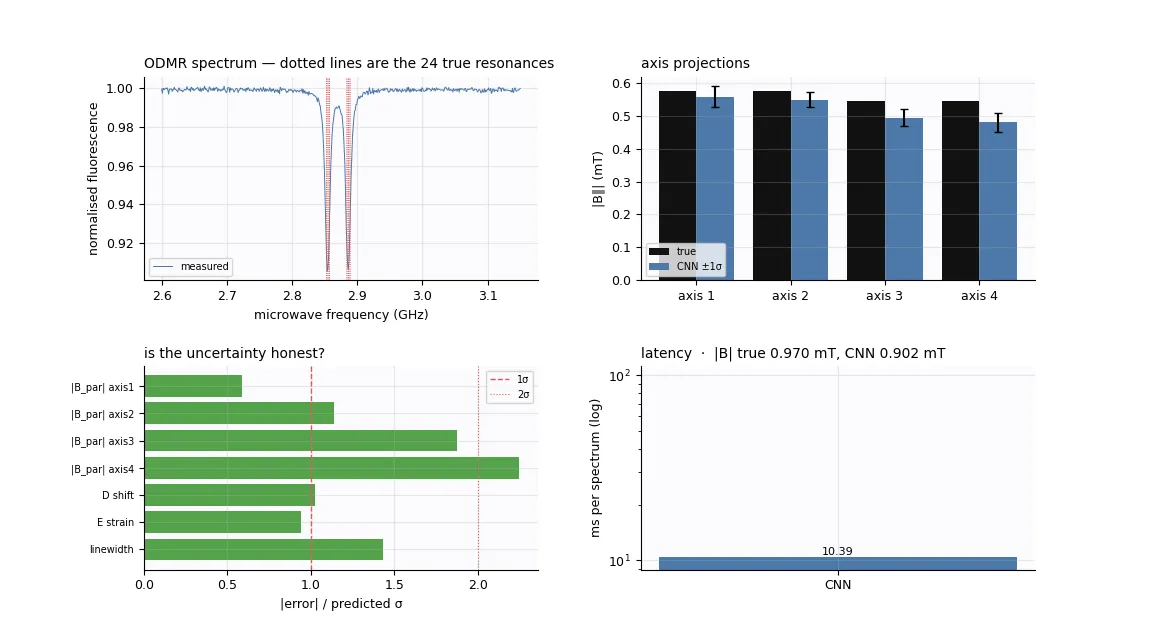 ODMR spectrum — dotted lines are the 24 true resonances
normalised fluorescence
1.00
0.98
0.96
0.94
0.92
measured
2.6 2.7 2.8 2.9 3.0 3.1
microwave frequency (GHz)
axis projections
|B∥| (mT)
0.6
0.5
0.4
0.3
0.2
0.1
0.0
true
CNN ±1σ
axis 1 axis 2 axis 3 axis 4
is the uncertainty honest?
|B_par| axis1
|B_par| axis2
|B_par| axis3
|B_par| axis4
D shift
E strain
linewidth
1σ
2σ
0.0 0.5 1.0 1.5 2.0
|error| / predicted σ
latency · |B| true 0.970 mT, CNN 0.902 mT
ms per spectrum (log)
10²
10¹
10.39
CNN